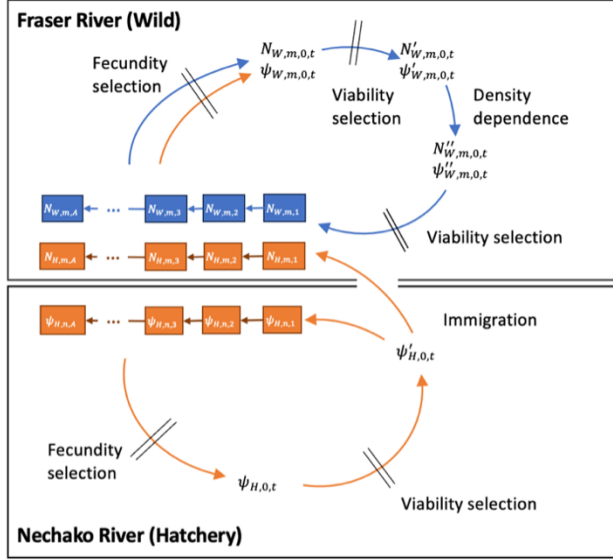 Fraser River (Wild)
Fecundity
selection
N_{W,m,0,t}
ψ_{W,m,0,t}
Viability
selection
N'_{W,m,0,t}
ψ'_{W,m,0,t}
Density
dependence
N''_{W,m,0,t}
ψ''_{W,m,0,t}
Viability selection
N_{W,m,A} ... N_{W,m,3} N_{W,m,2} N_{W,m,1}
N_{H,m,A} ... N_{H,m,3} N_{H,m,2} N_{H,m,1}
Immigration
ψ_{H,n,A} ... ψ_{H,n,3} ψ_{H,n,2} ψ_{H,n,1}
ψ'_{H,0,t}
Fecundity
selection
ψ_{H,0,t}
Viability selection
Nechako River (Hatchery)